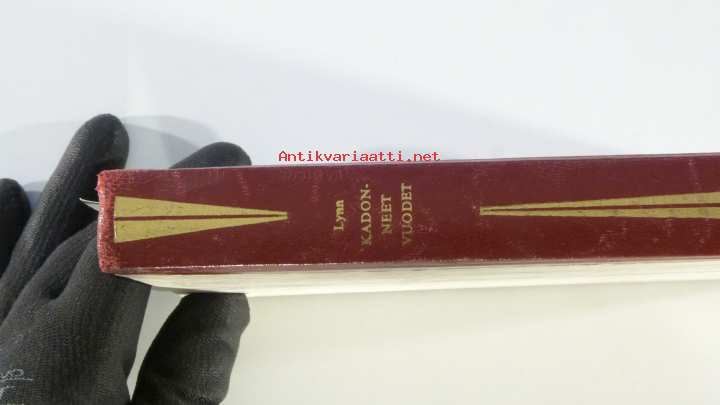 Antikvariaatti.net
Lynn
KADON-
NEET
VUODET